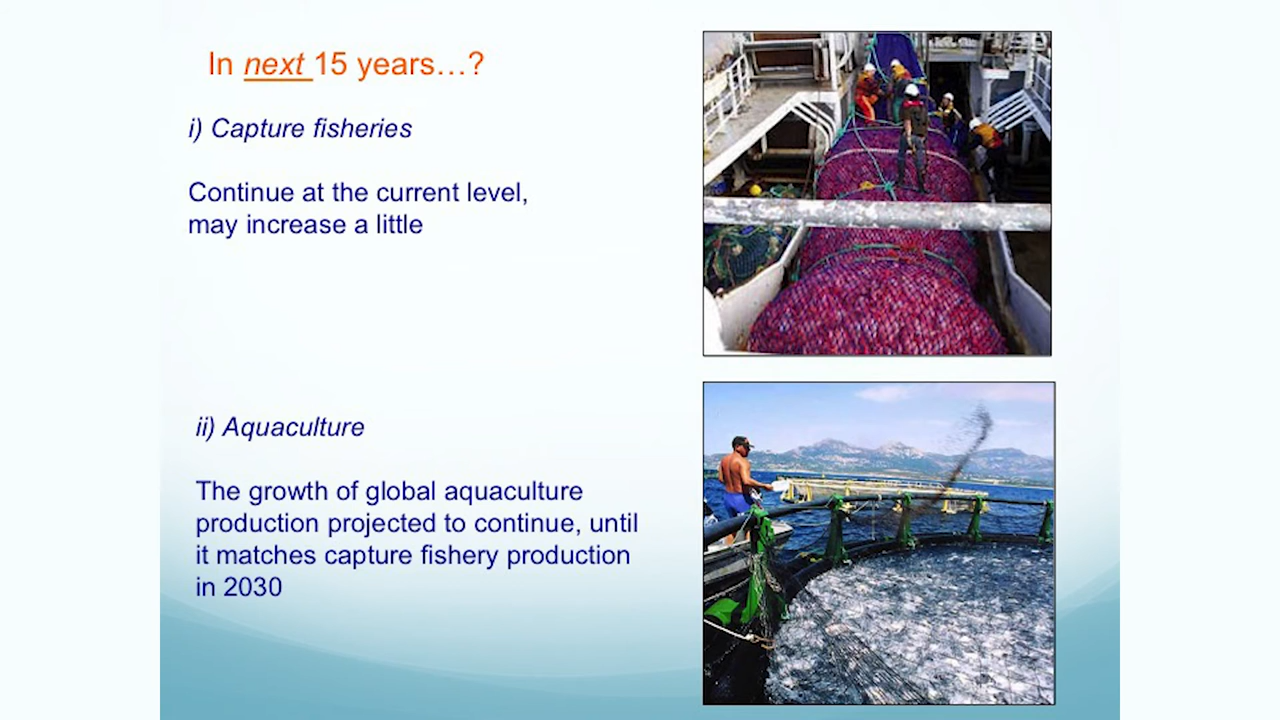 In next 15 years…?
i) Capture fisheries
Continue at the current level,
may increase a little
ii) Aquaculture
The growth of global aquaculture
production projected to continue, until
it matches capture fishery production
in 2030